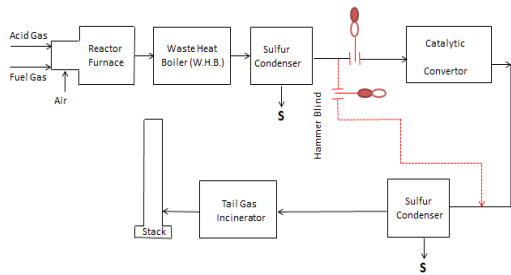 Acid Gas
Fuel Gas
Air
Reactor
Furnace
Waste Heat
Boiler (W.H.B.)
Sulfur
Condenser
S
Hammer Blind
Catalytic
Convertor
Stack
Tail Gas
Incinerator
Sulfur
Condenser
S